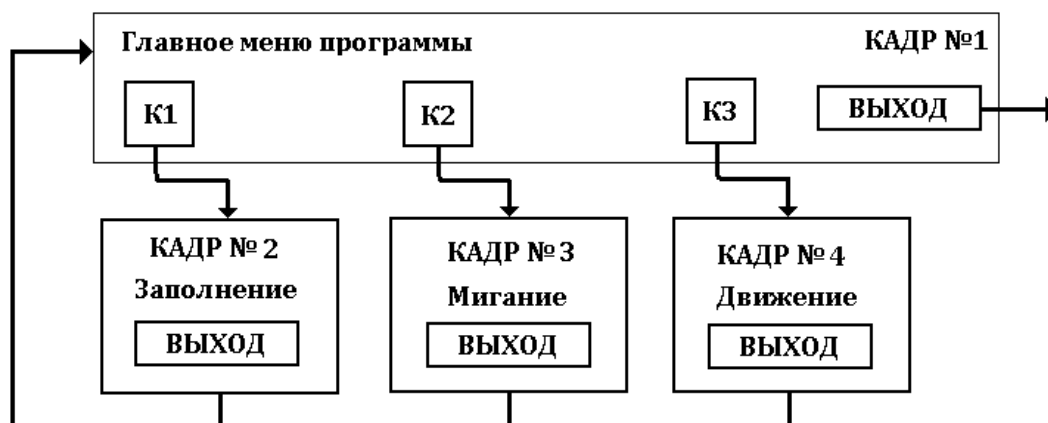 Главное меню программы
КАДР №1
К1
К2
К3
ВЫХОД
КАДР № 2
Заполнение
ВЫХОД
КАДР № 3
Мигание
ВЫХОД
КАДР № 4
Движение
ВЫХОД